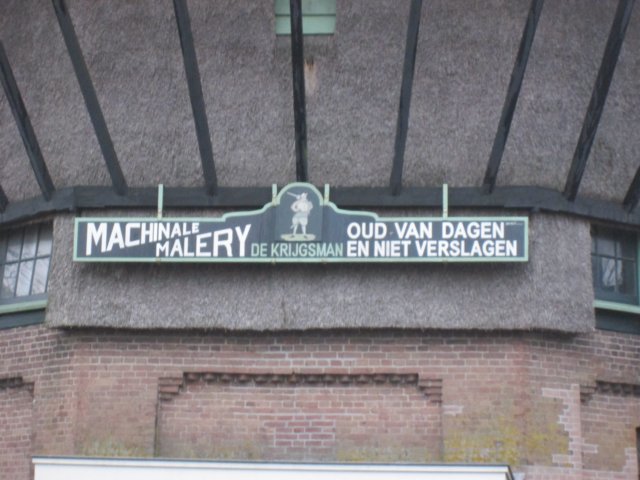 MACHINALE
MALERY
DE KRIJGSMAN
OUD VAN DAGEN
EN NIET VERSLAGEN